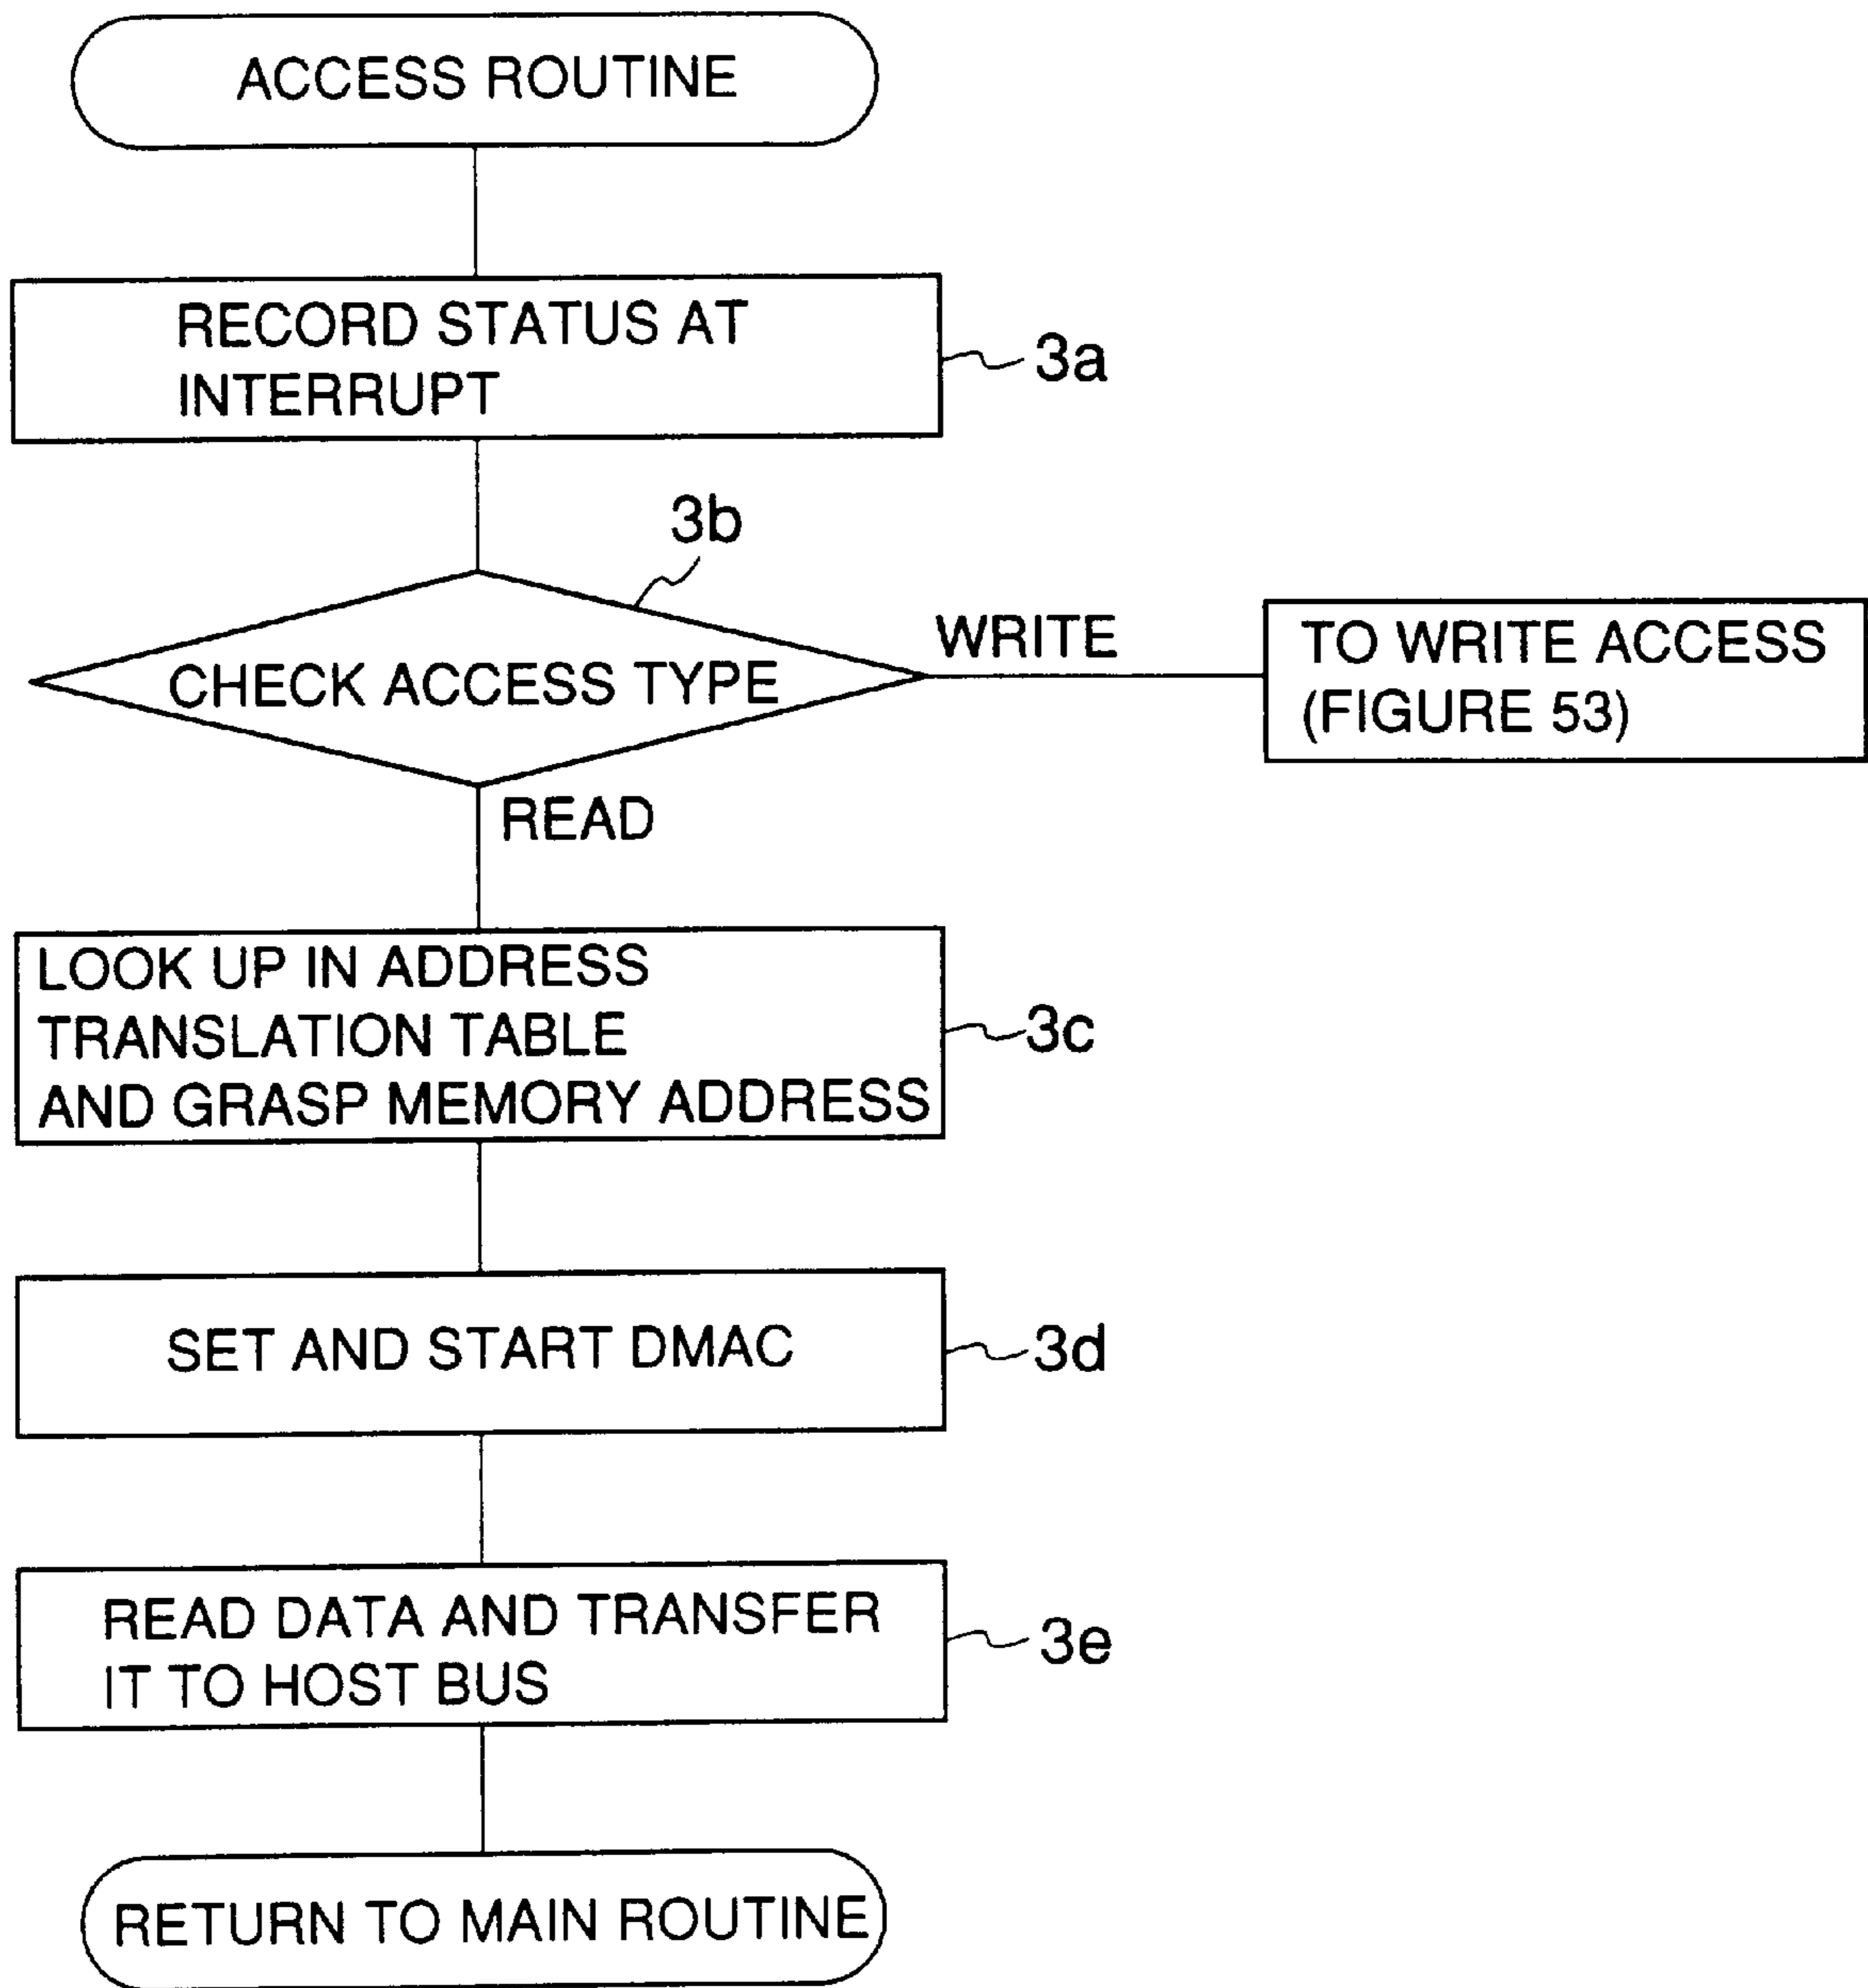 ACCESS ROUTINE
RECORD STATUS AT
INTERRUPT
3a
3b
CHECK ACCESS TYPE
WRITE
TO WRITE ACCESS
(FIGURE 53)
READ
LOOK UP IN ADDRESS
TRANSLATION TABLE
AND GRASP MEMORY ADDRESS
3c
SET AND START DMAC
3d
READ DATA AND TRANSFER
IT TO HOST BUS
3e
RETURN TO MAIN ROUTINE